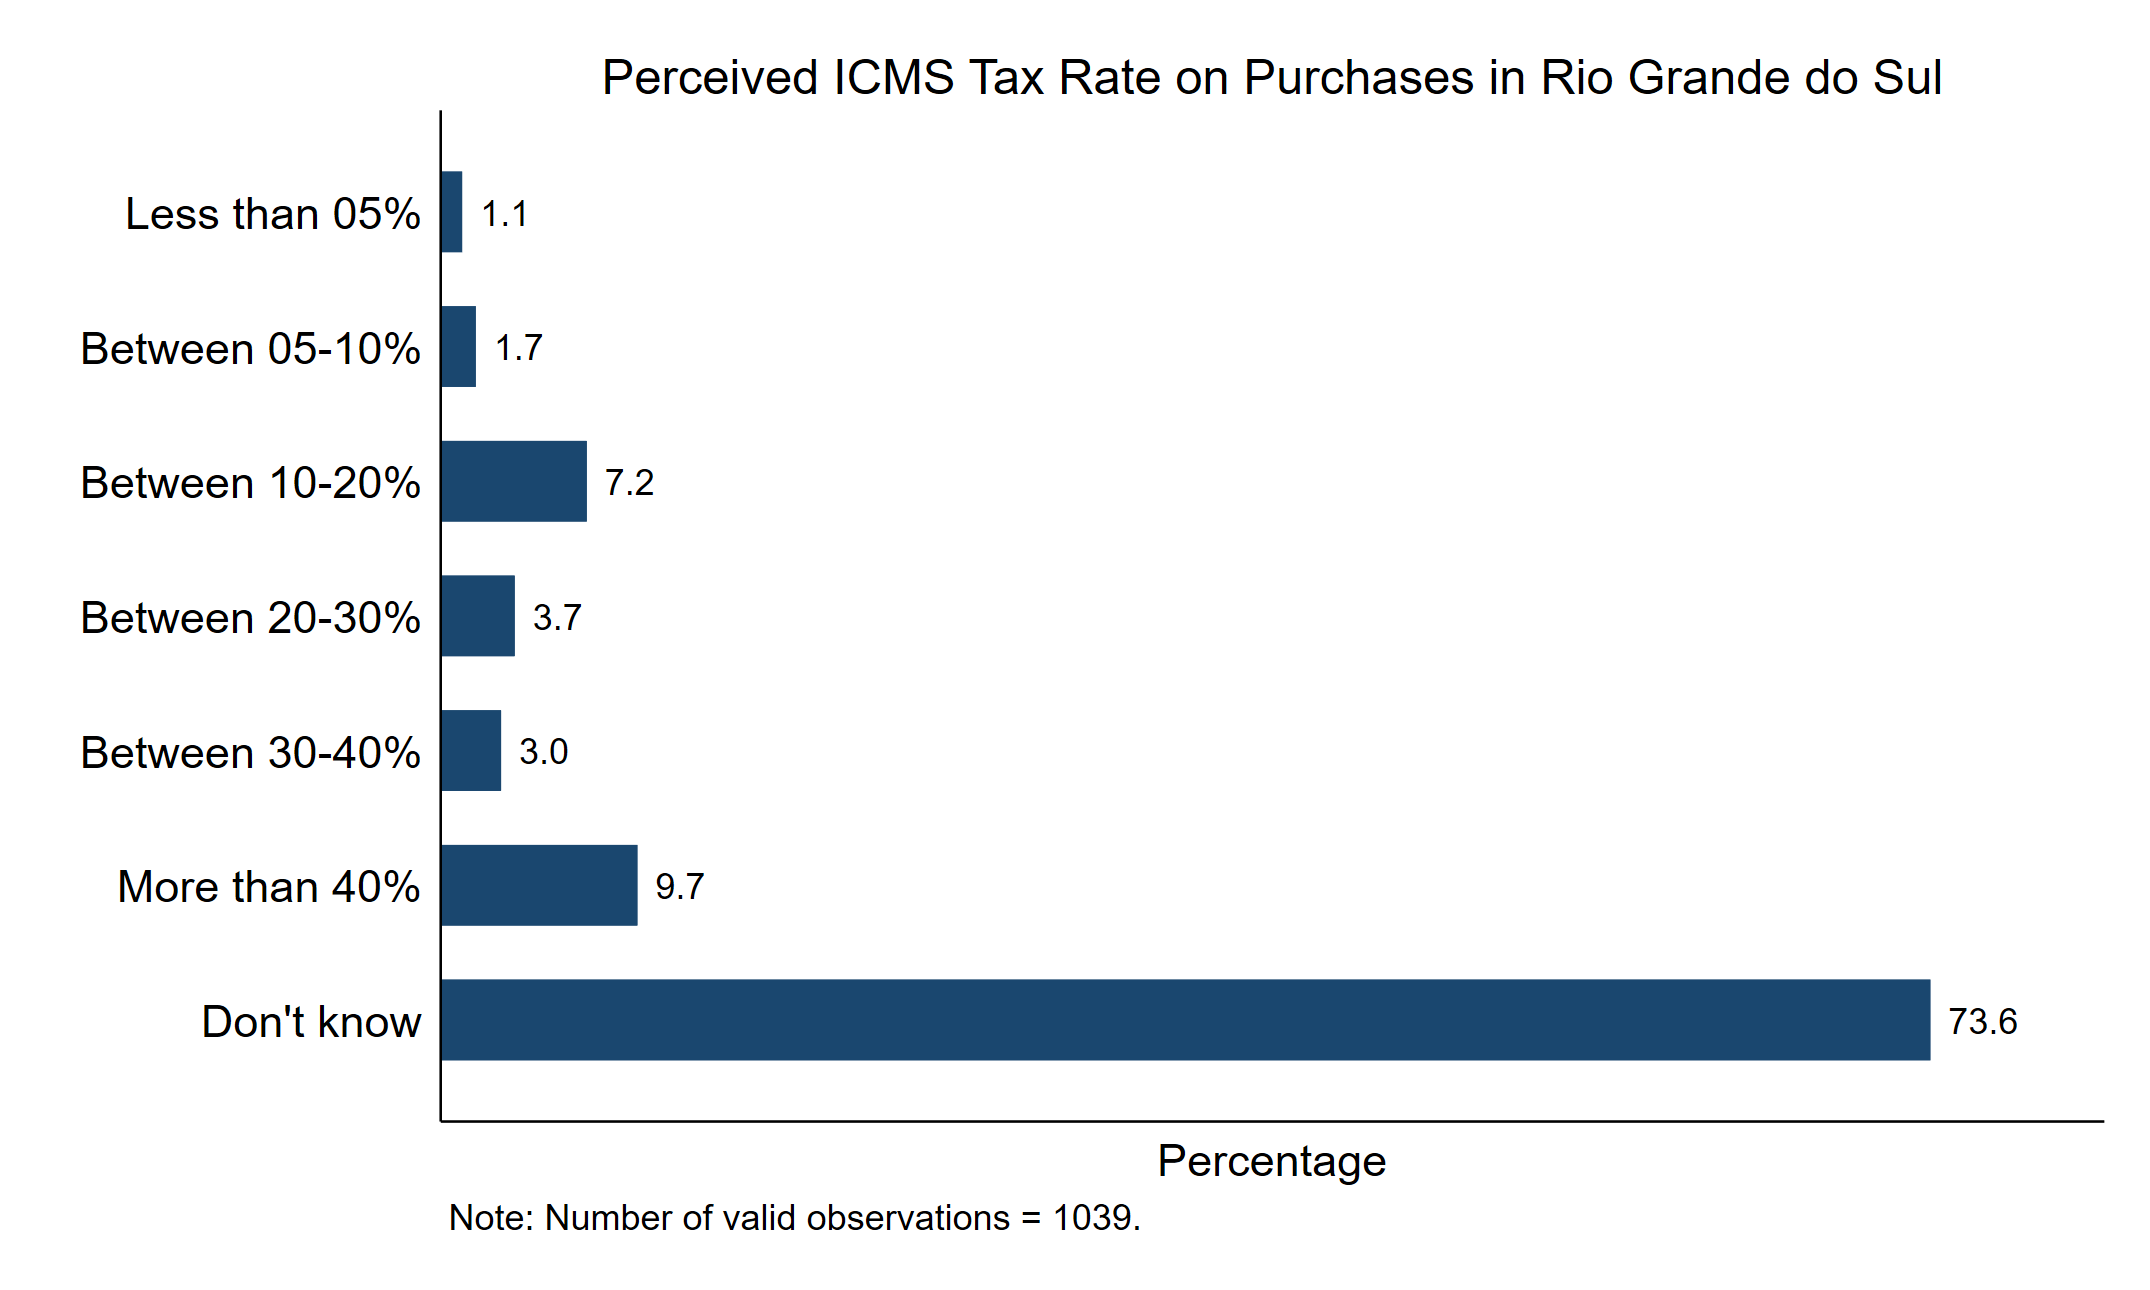 Perceived ICMS Tax Rate on Purchases in Rio Grande do Sul
Less than 05% 1.1
Between 05-10% 1.7
Between 10-20% 7.2
Between 20-30% 3.7
Between 30-40% 3.0
More than 40% 9.7
Don't know 73.6
Percentage
Note: Number of valid observations = 1039.